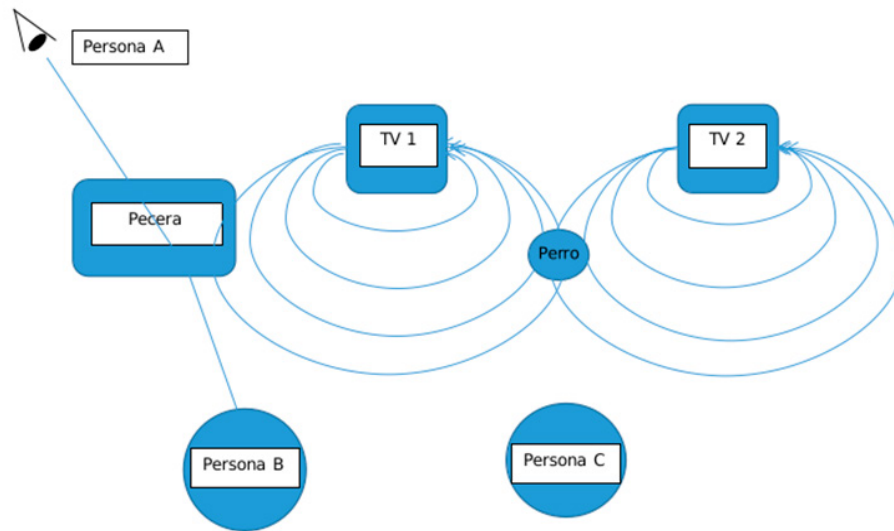 Persona A
TV 1
TV 2
Pecera
Perro
Persona B
Persona C